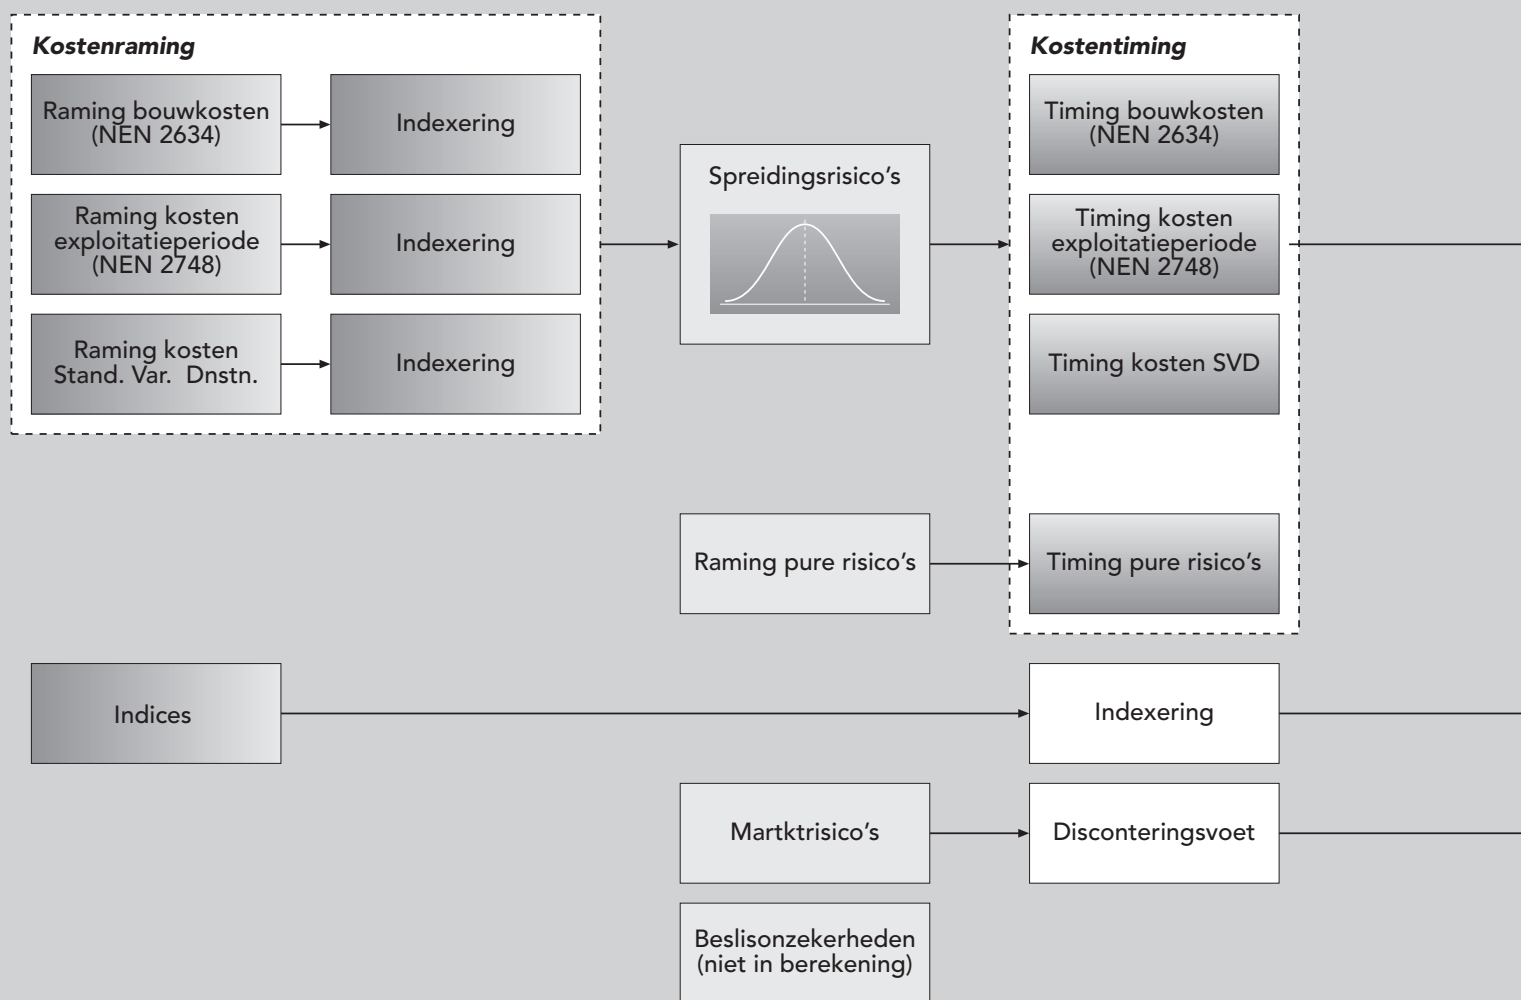 Kostenraming
Raming bouwkosten
(NEN 2634)
Indexering
Raming kosten
exploitatieperiode
(NEN 2748)
Indexering
Raming kosten
Stand. Var. Dnstn.
Indexering
Spreidingsrisico’s
Kostentiming
Timing bouwkosten
(NEN 2634)
Timing kosten
exploitatieperiode
(NEN 2748)
Timing kosten SVD
Raming pure risico’s
Timing pure risico’s
Indices
Indexering
Martktrisico’s
Disconteringsvoet
Beslisonzekerheden
(niet in berekening)